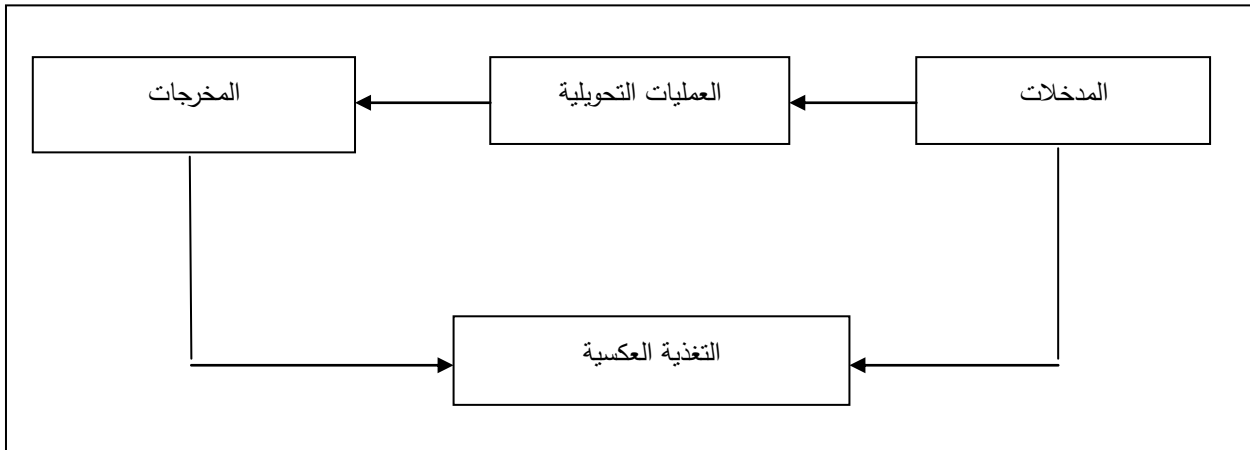 المدخلات
العمليات التحويلية
المخرجات
التغذية العكسية